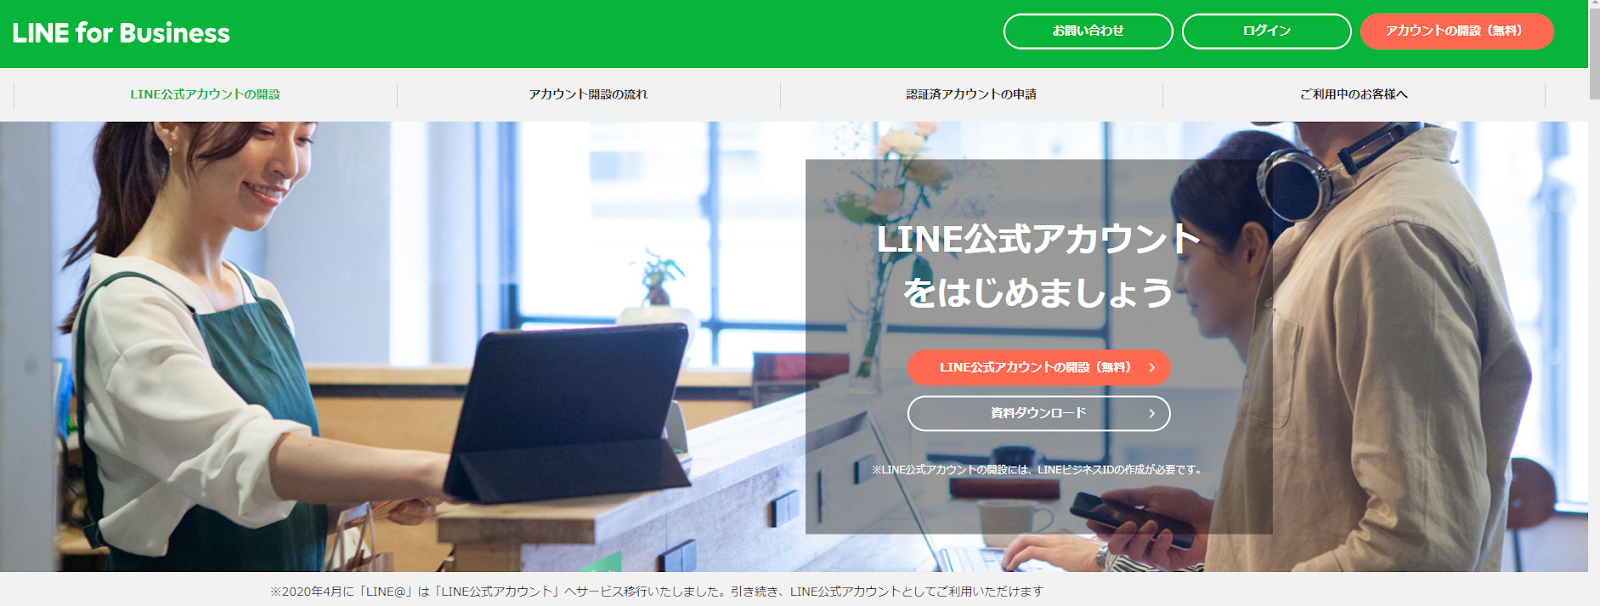 LINE for Business
お問い合わせ
ログイン
アカウントの開設（無料）
LINE公式アカウントの開設
アカウント開設の流れ
認証済アカウントの申請
ご利用中のお客様へ
LINE公式アカウント
をはじめましょう
LINE公式アカウントの開設（無料）
資料ダウンロード
※LINE公式アカウントの開設には、LINEビジネスIDの作成が必要です。
※2020年4月に「LINE@」は「LINE公式アカウント」へサービス移行いたしました。引き続き、LINE公式アカウントとしてご利用いただけます